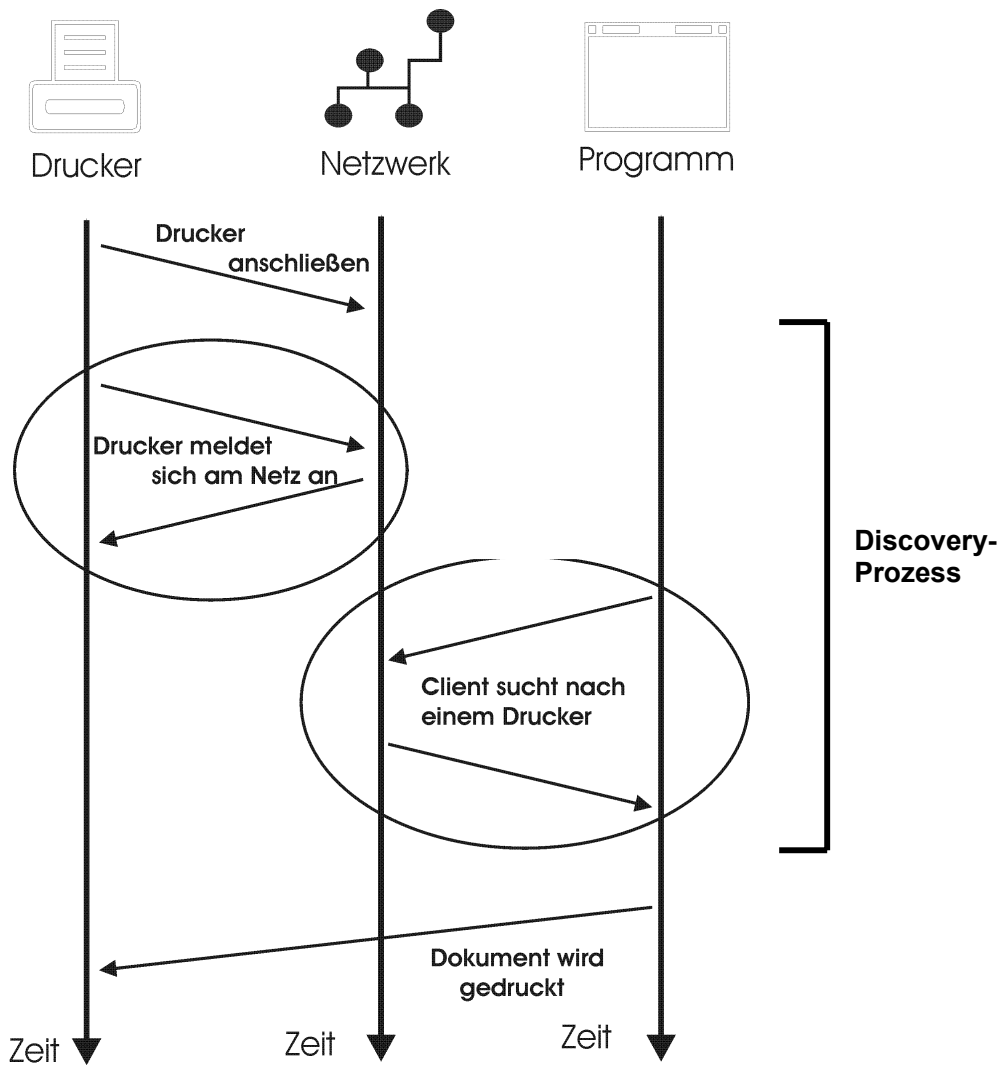 Drucker
Netzwerk
Programm
Drucker
anschließen
Drucker meldet
sich am Netz an
Discovery-
Prozess
Client sucht nach
einem Drucker
Dokument wird
gedruckt
Zeit
Zeit
Zeit